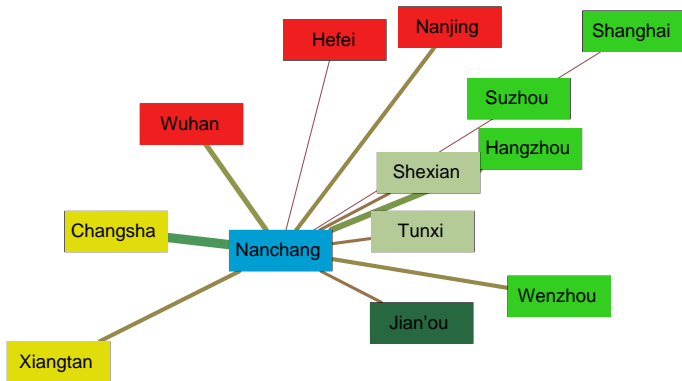 Nanjing
Shanghai
Hefei
Suzhou
Wuhan
Hangzhou
Shexian
Changsha
Tunxi
Nanchang
Wenzhou
Jian’ou
Xiangtan